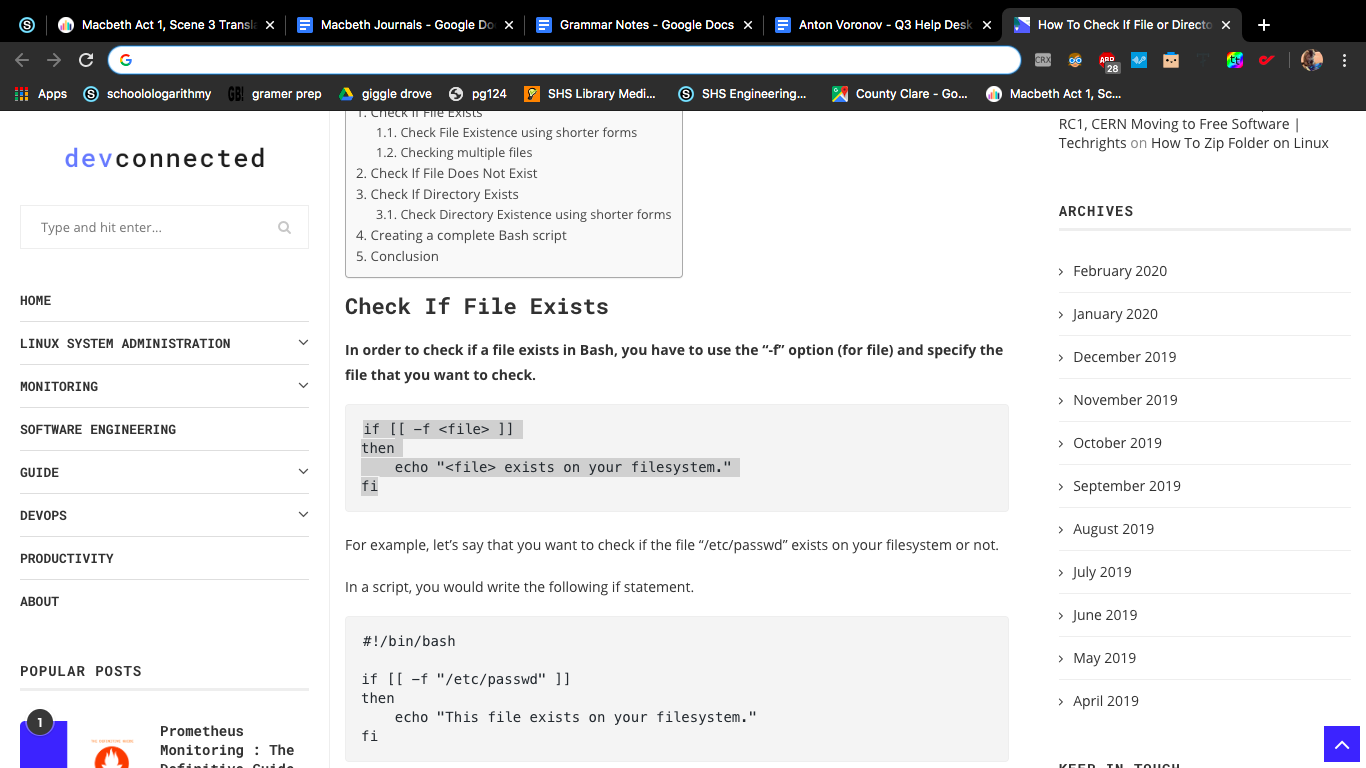 Macbeth Act 1, Scene 3 Transla
Macbeth Journals - Google Do
Grammar Notes - Google Docs
Anton Voronov - Q3 Help Desk
How To Check If File or Directo
CRX
ABP
28
Apps
schoolologarithmy
gramer prep
giggle drove
pg124
SHS Library Medi...
SHS Engineering...
County Clare - Go...
Macbeth Act 1, Sc...
devconnected
Type and hit enter...
HOME
LINUX SYSTEM ADMINISTRATION
MONITORING
SOFTWARE ENGINEERING
GUIDE
DEVOPS
PRODUCTIVITY
ABOUT
POPULAR POSTS
1
Prometheus
Monitoring : The
Definitive Guide
1. Check If File Exists
1.1. Check File Existence using shorter forms
1.2. Checking multiple files
2. Check If File Does Not Exist
3. Check If Directory Exists
3.1. Check Directory Existence using shorter forms
4. Creating a complete Bash script
5. Conclusion
Check If File Exists
In order to check if a file exists in Bash, you have to use the “-f” option (for file) and specify the
file that you want to check.
if [[ -f <file> ]]
then
echo "<file> exists on your filesystem."
fi
For example, let’s say that you want to check if the file “/etc/passwd” exists on your filesystem or not.
In a script, you would write the following if statement.
#!/bin/bash
if [[ -f "/etc/passwd" ]]
then
echo "This file exists on your filesystem."
fi
RC1, CERN Moving to Free Software |
Techrights on How To Zip Folder on Linux
ARCHIVES
February 2020
January 2020
December 2019
November 2019
October 2019
September 2019
August 2019
July 2019
June 2019
May 2019
April 2019
KEEP IN TOUCH